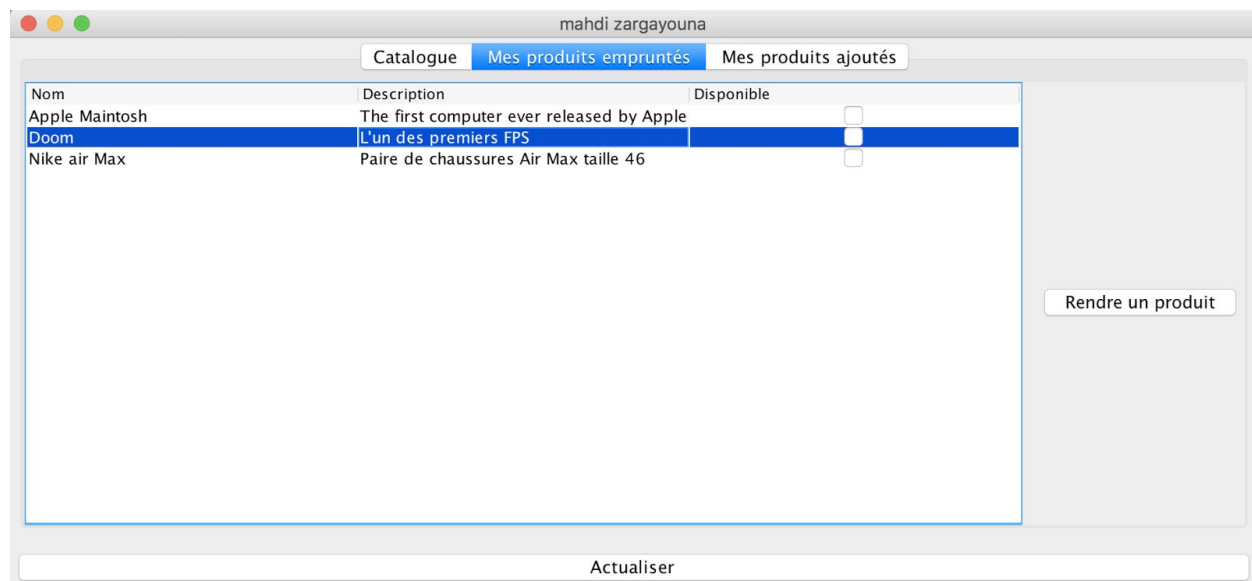 mahdi zargayouna
Catalogue Mes produits empruntés Mes produits ajoutés
Nom Description Disponible
Apple Maintosh The first computer ever released by Apple
Doom L'un des premiers FPS
Nike air Max Paire de chaussures Air Max taille 46
Rendre un produit
Actualiser